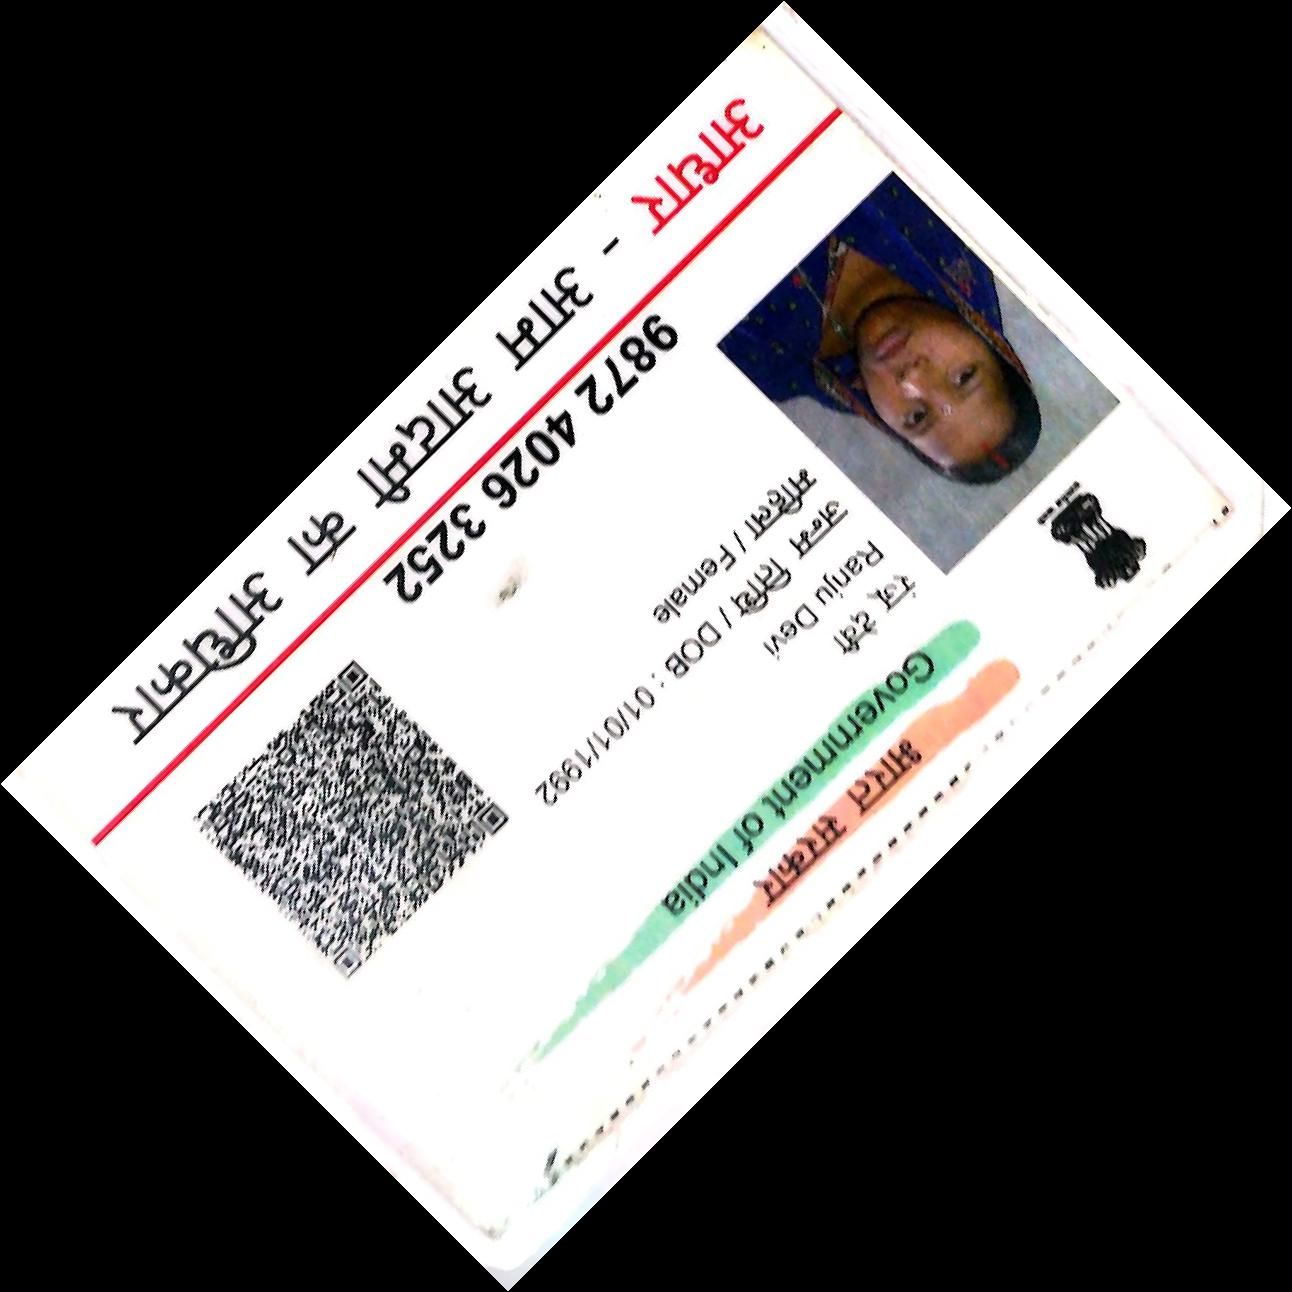 भारत सरकार
Government of India
रंजू देवी
Ranju Devi
जन्म तिथि / DOB : 01/01/1992
महिला / Female
9872 4026 3252
आधार - आम आदमी का अधिकार